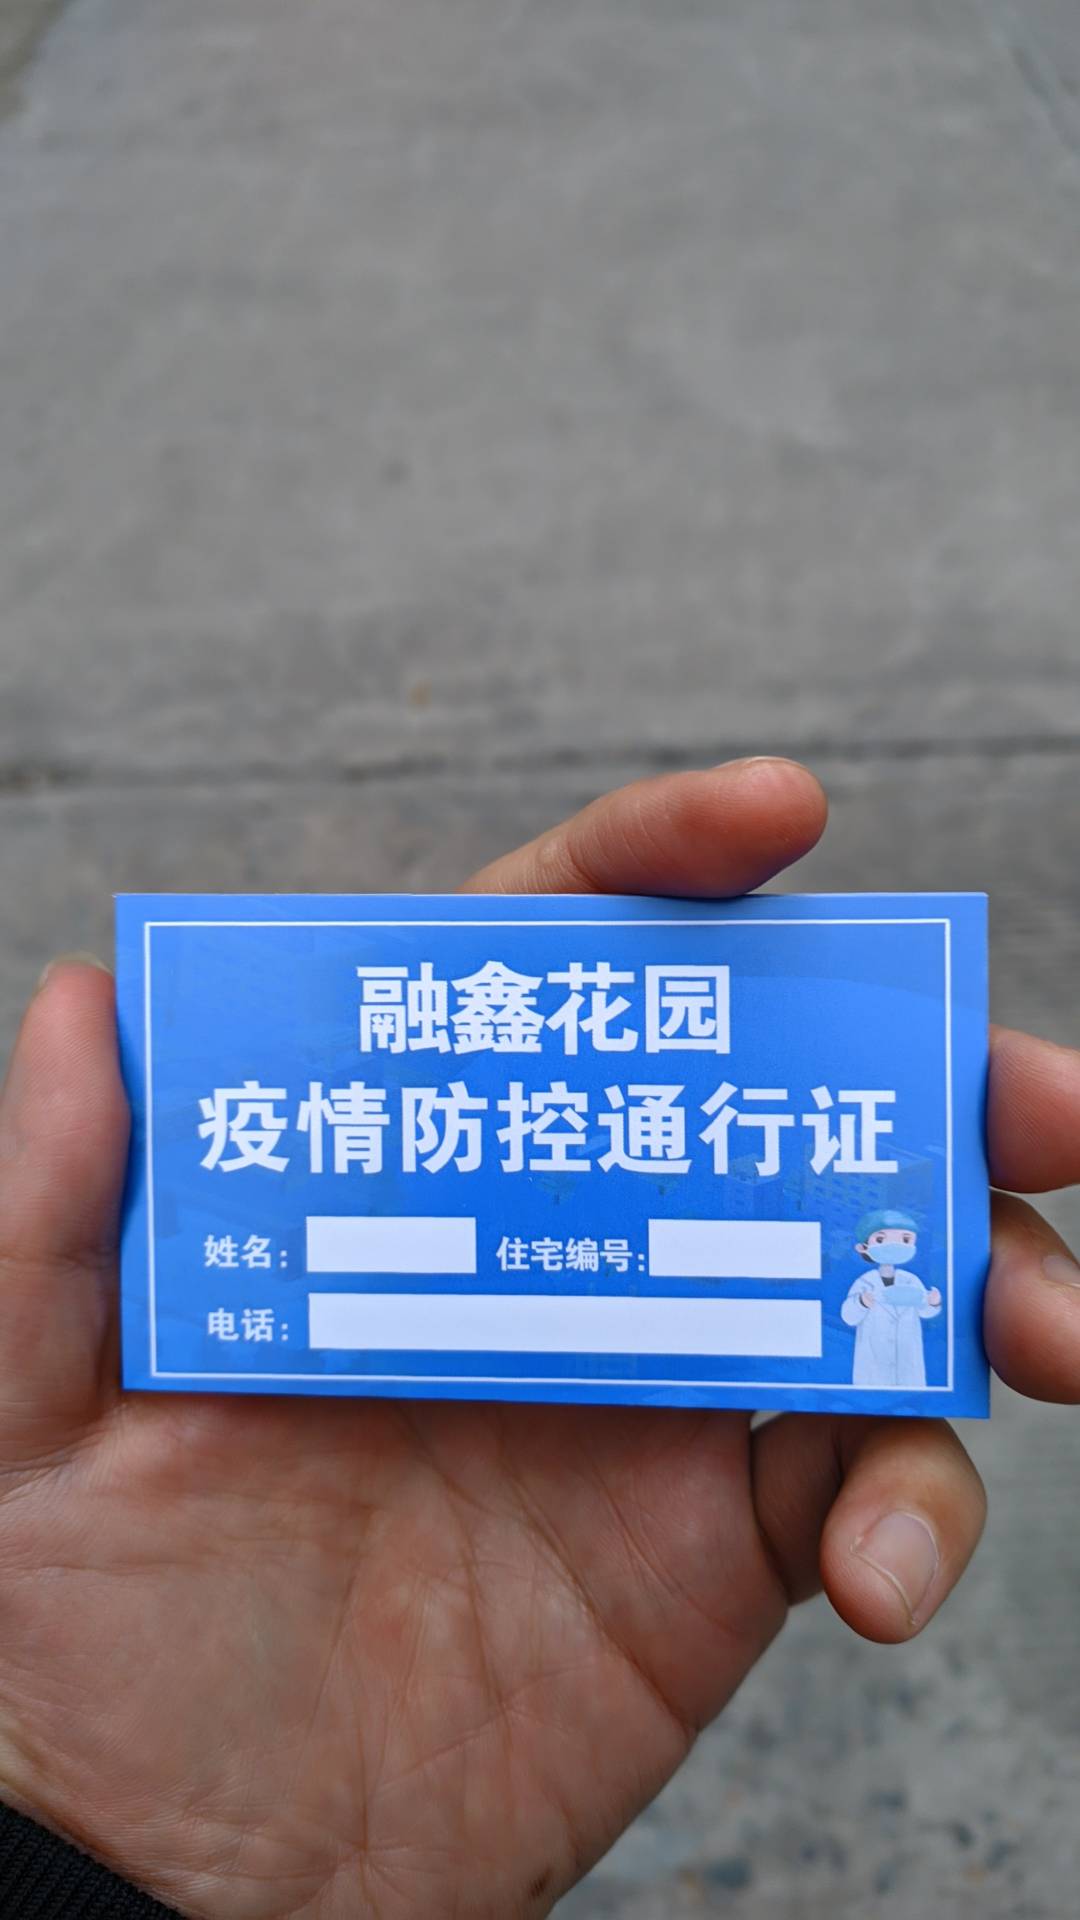 融鑫花园
疫情防控通行证
姓名： 住宅编号：
电话：